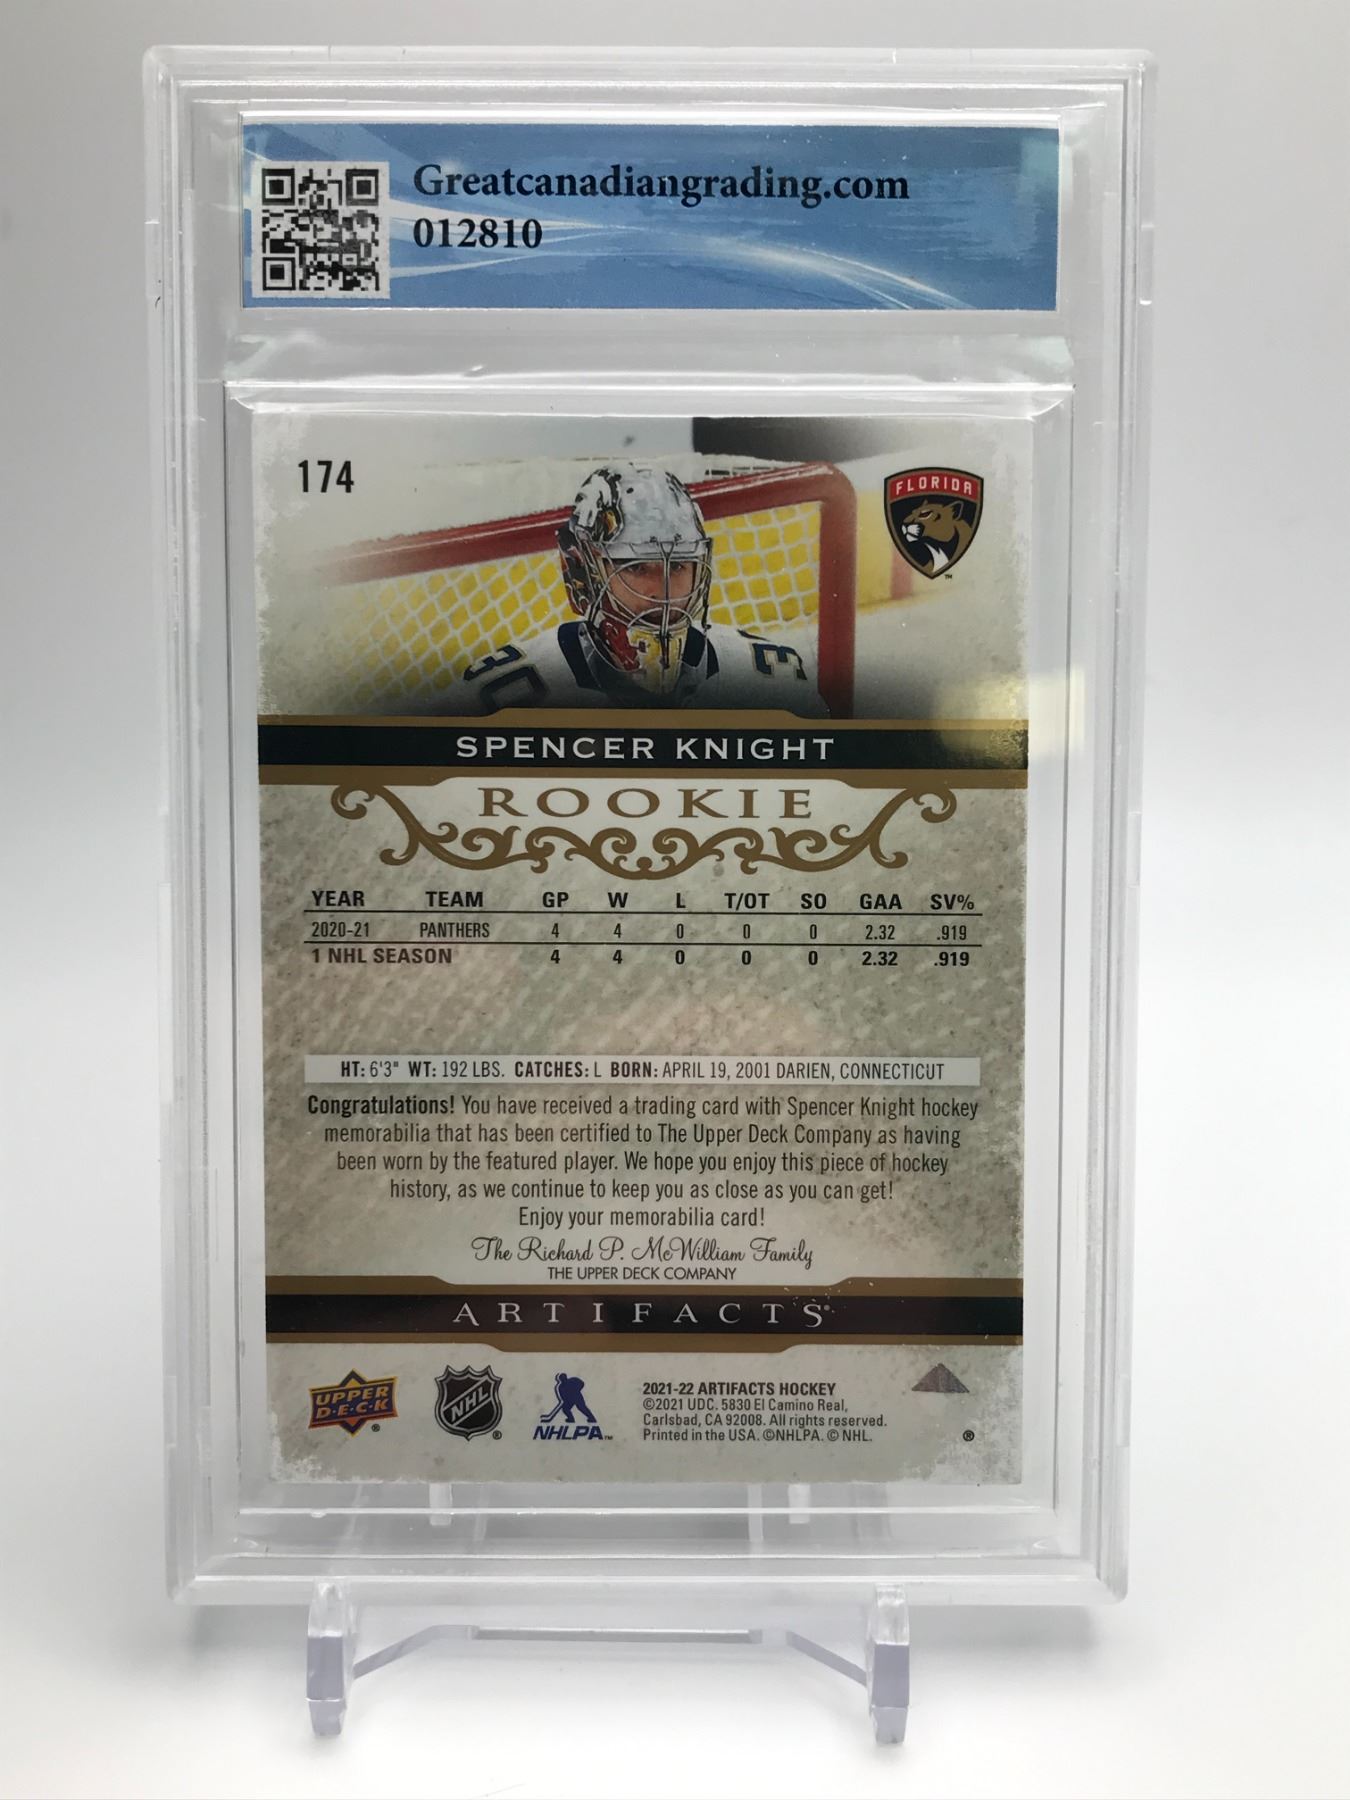 Greatcanadiangrading.com
012810
174
FLORIDA
TM
30
3
SPENCER KNIGHT
ROOKIE
YEAR TEAM GP W L T/OT SO GAA SV%
2020-21 PANTHERS 4 4 0 0 0 2.32 .919
1 NHL SEASON 4 4 0 0 0 2.32 .919
HT: 6'3" WT: 192 LBS. CATCHES: L BORN: APRIL 19, 2001 DARIEN, CONNECTICUT
Congratulations! You have received a trading card with Spencer Knight hockey
memorabilia that has been certified to The Upper Deck Company as having
been worn by the featured player. We hope you enjoy this piece of hockey
history, as we continue to keep you as close as you can get!
Enjoy your memorabilia card!
The Richard P. McWilliam Family
THE UPPER DECK COMPANY
ARTIFACTS®
UPPER
D·E·C·K
®
NHL
®
NHLPA™
2021-22 ARTIFACTS HOCKEY
©2021 UDC. 5830 El Camino Real,
Carlsbad, CA 92008. All rights reserved.
Printed in the USA. ©NHLPA. © NHL.
®